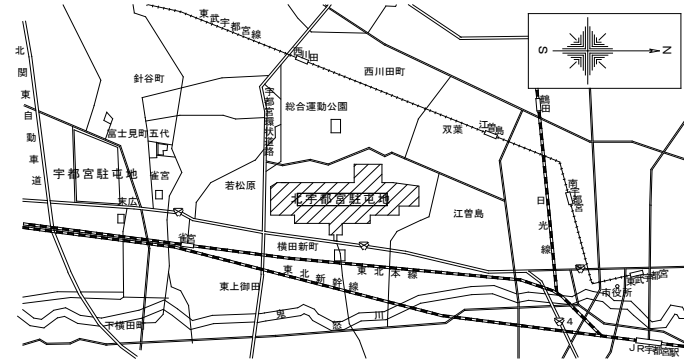 東武宇都宮線
西川田
西川田町
S
N
北関東自動車道
針谷町
宇都宮環状道路
総合運動公園
双葉
江曽島
鶴田
富士見町
五代
宇都宮駐屯地
雀宮
若松原
北宇都宮駐屯地
江曽島
日光線
南宇都宮
末広
雀宮
横田新町
東北新幹線
東北本線
東武宇都宮
市役所
東上御田
鬼怒川
下横田町
4
JR宇都宮駅